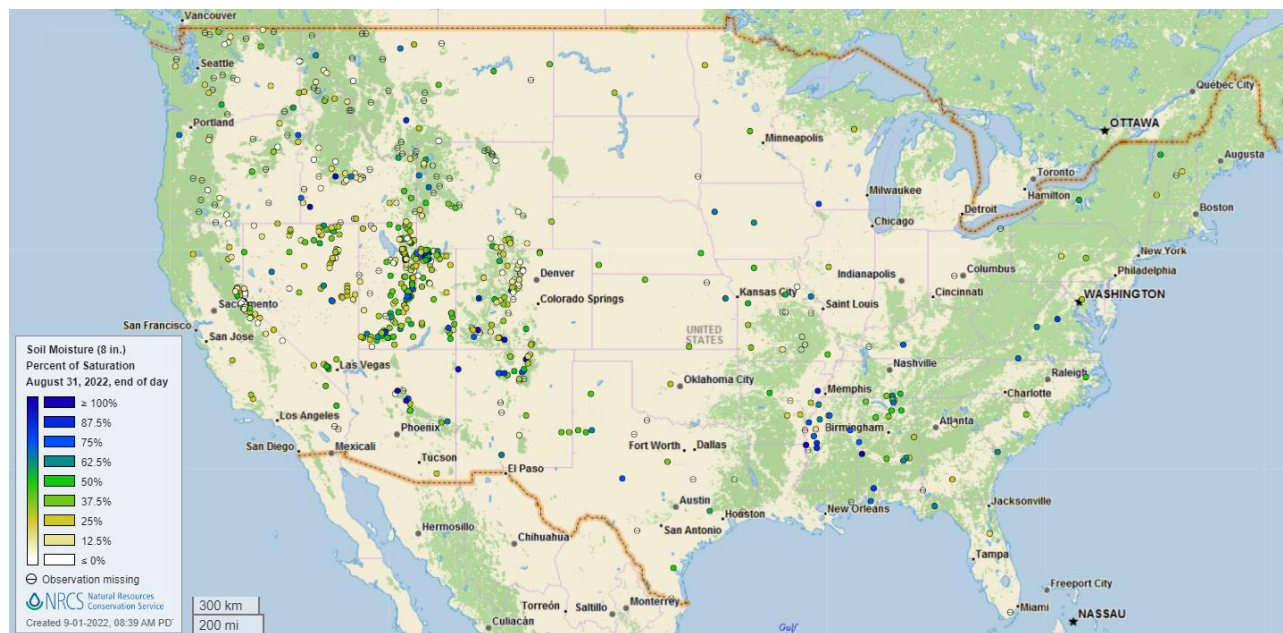 Vancouver
Seattle
Portland
Québec City
OTTAWA
Augusta
Minneapolis
Toronto
Hamilton
Milwaukee
Detroit
Boston
Chicago
New York
Philadelphia
Denver
Indianapolis
Columbus
Colorado Springs
Kansas City
Cincinnati
WASHINGTON
Sacramento
Saint Louis
San Francisco
San Jose
UNITED
STATES
Las Vegas
Nashville
Oklahoma City
Memphis
Raleigh
Charlotte
Los Angeles
Phoenix
Birmingham
Atlanta
San Diego
Mexicali
Tucson
Fort Worth
Dallas
El Paso
Austin
Jacksonville
Hermosillo
Houston
New Orleans
San Antonio
Chihuahua
Tampa
Freeport City
Torreón
Saltillo
Monterrey
Miami
NASSAU
Culiacán
Gulf
Soil Moisture (8 in.)
Percent of Saturation
August 31, 2022, end of day
≥ 100%
87.5%
75%
62.5%
50%
37.5%
25%
12.5%
≤ 0%
Observation missing
NRCS Natural Resources
Conservation Service
Created 9-01-2022, 08:39 AM PD
300 km
200 mi